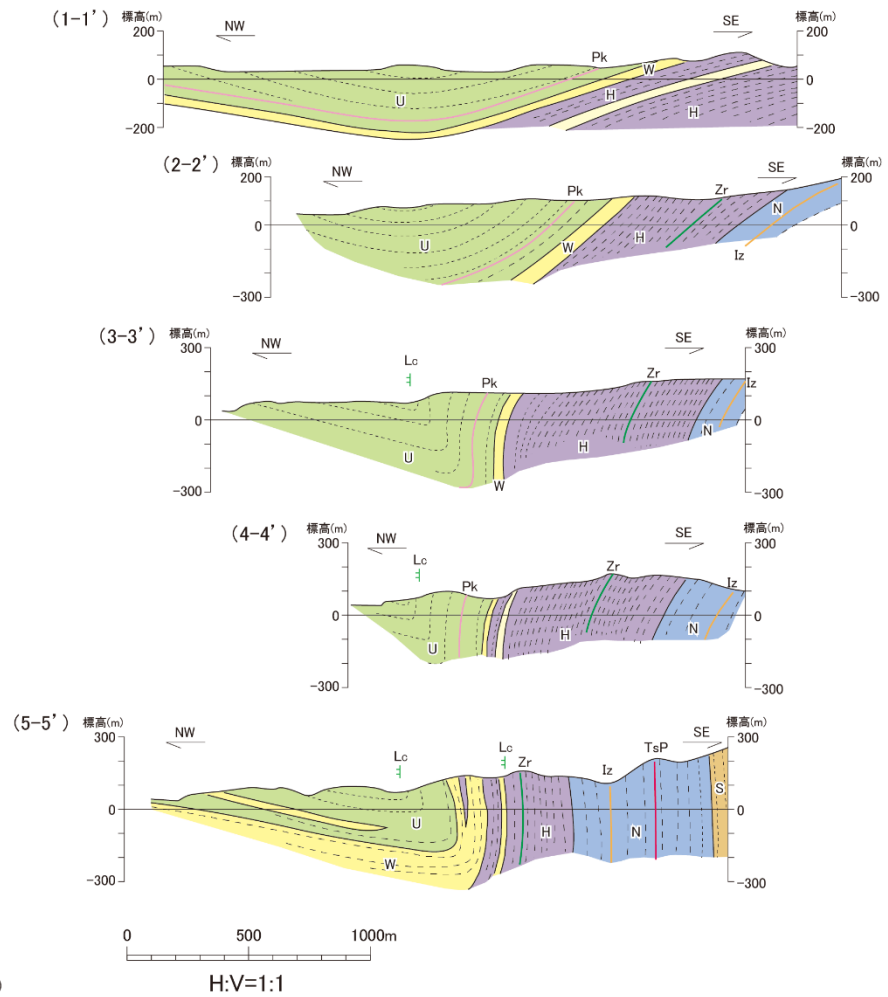 (1-1')
標高(m)
NW
SE
標高(m)
200
Pk
W
200
0
U
H
H
0
-200
-200
(2-2')
標高(m)
NW
SE
標高(m)
200
Pk
Zr
N
200
0
U
W
H
0
Iz
-300
-300
(3-3')
標高(m)
NW
SE
標高(m)
300
Lc
Pk
Zr
Iz
300
0
U
H
N
0
-300
W
-300
(4-4')
標高(m)
NW
SE
標高(m)
300
Lc
Pk
Zr
Iz
300
0
U
H
N
0
-300
-300
(5-5')
標高(m)
NW
SE
標高(m)
300
Lc
Lc
Zr
Iz
TsP
300
S
0
U
H
N
0
W
-300
-300
0
500
1000m
H:V=1:1
)